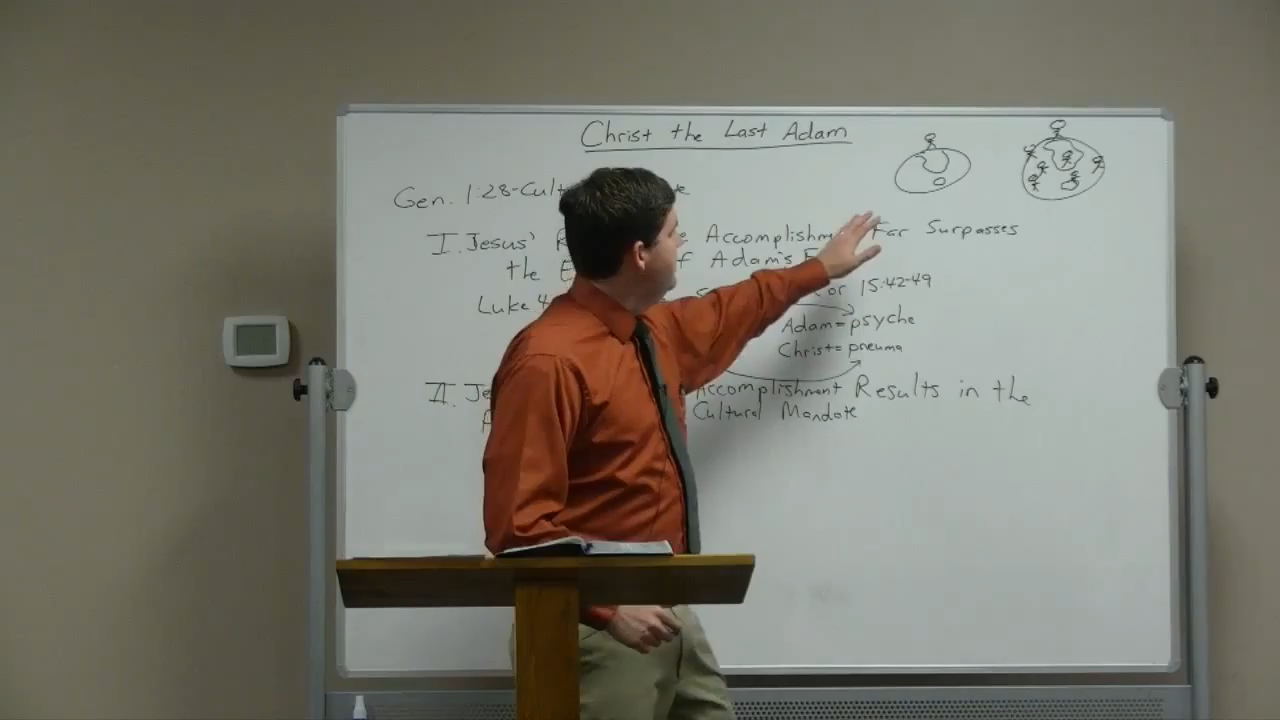 Christ the Last Adam
Gen. 1:28-Cult
I. Jesus' Accomplishm Far Surpasses
the E f Adam's F
Luke 4 or 15:42-49
Adam=psyche
Christ=pneuma
II. Je Accomplishment Results in the
Cultural Mandate